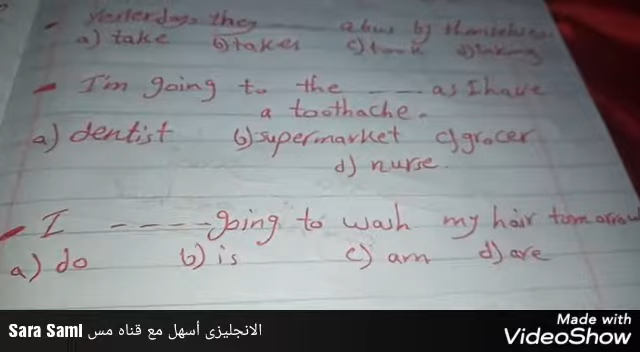 - Yesterday, they ---- a bus by themselves.
a) take b) takes c) took d) taking
- I'm going to the ---- as I have
a toothache.
a) dentist b) supermarket c) grocer
d) nurse.
- I ---- going to wash my hair tomorrow
a) do b) is c) am d) are
Sara Sami الانجليزى أسهل مع قناه مس
Made with
VideoShow